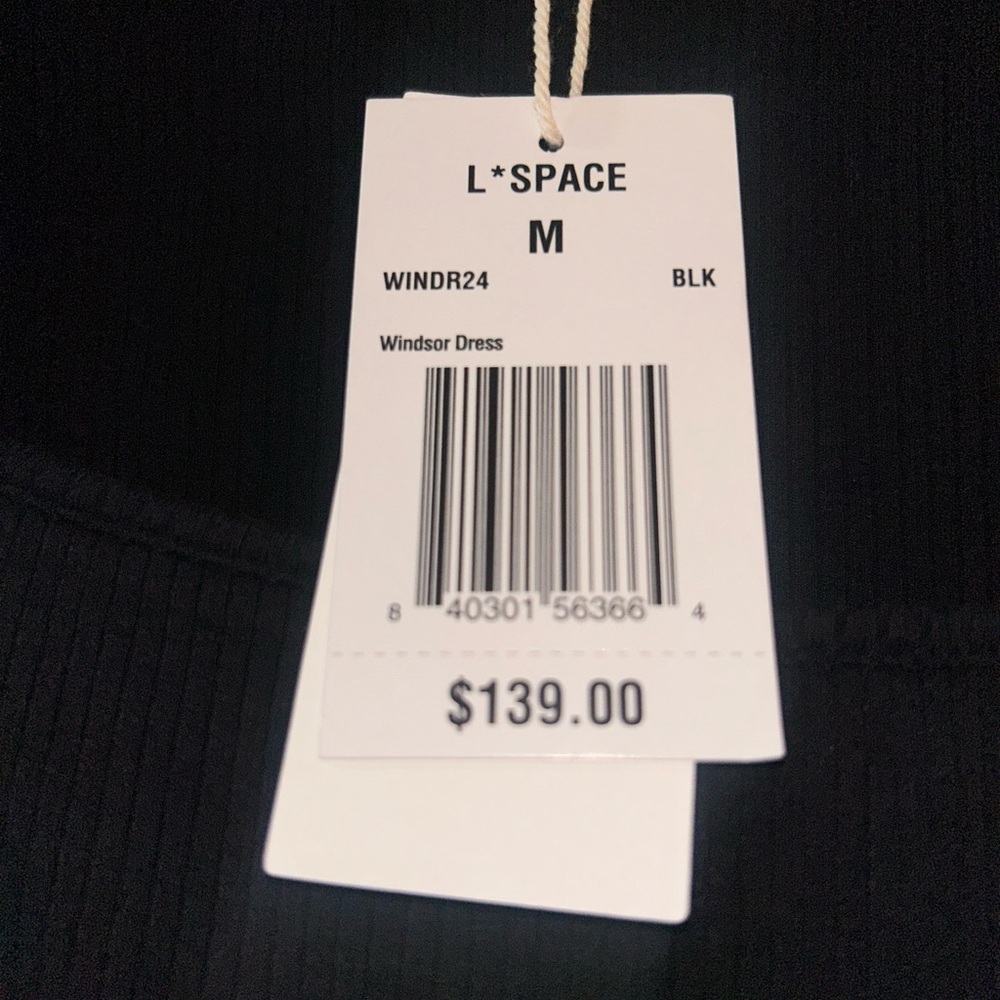 L*SPACE
M
WINDR24 BLK
Windsor Dress
8 40301 56366 4
$139.00